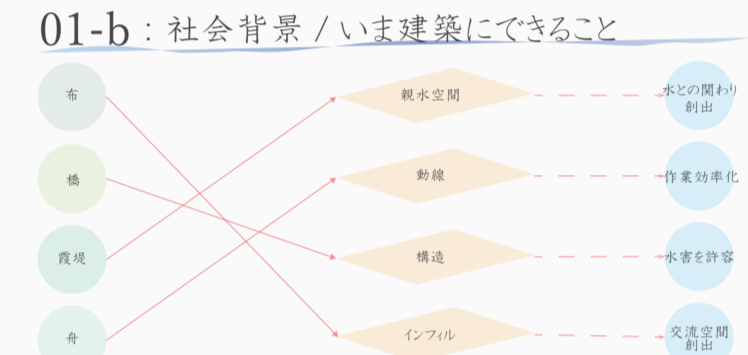 01-b : 社会背景 / いま建築にできること
布
親水空間
水との関わり
創出
橋
動線
作業効率化
霞堤
構造
水害を許容
舟
インフィル
交流空間
創出